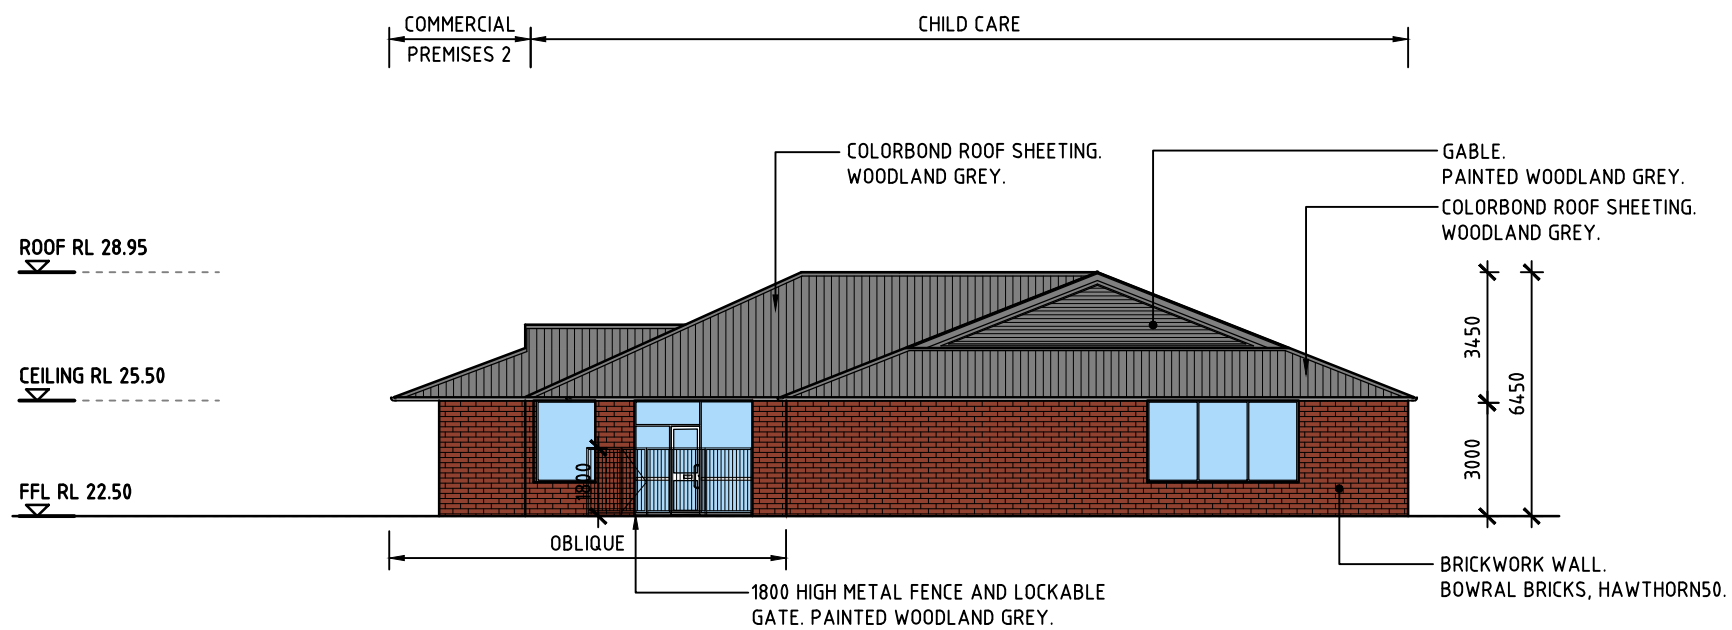 COMMERCIAL
PREMISES 2
CHILD CARE
COLORBOND ROOF SHEETING.
WOODLAND GREY.
GABLE.
PAINTED WOODLAND GREY.
COLORBOND ROOF SHEETING.
WOODLAND GREY.
ROOF RL 28.95
CEILING RL 25.50
FFL RL 22.50
3450
6450
3000
1800
OBLIQUE
1800 HIGH METAL FENCE AND LOCKABLE
GATE. PAINTED WOODLAND GREY.
BRICKWORK WALL.
BOWRAL BRICKS, HAWTHORN50.